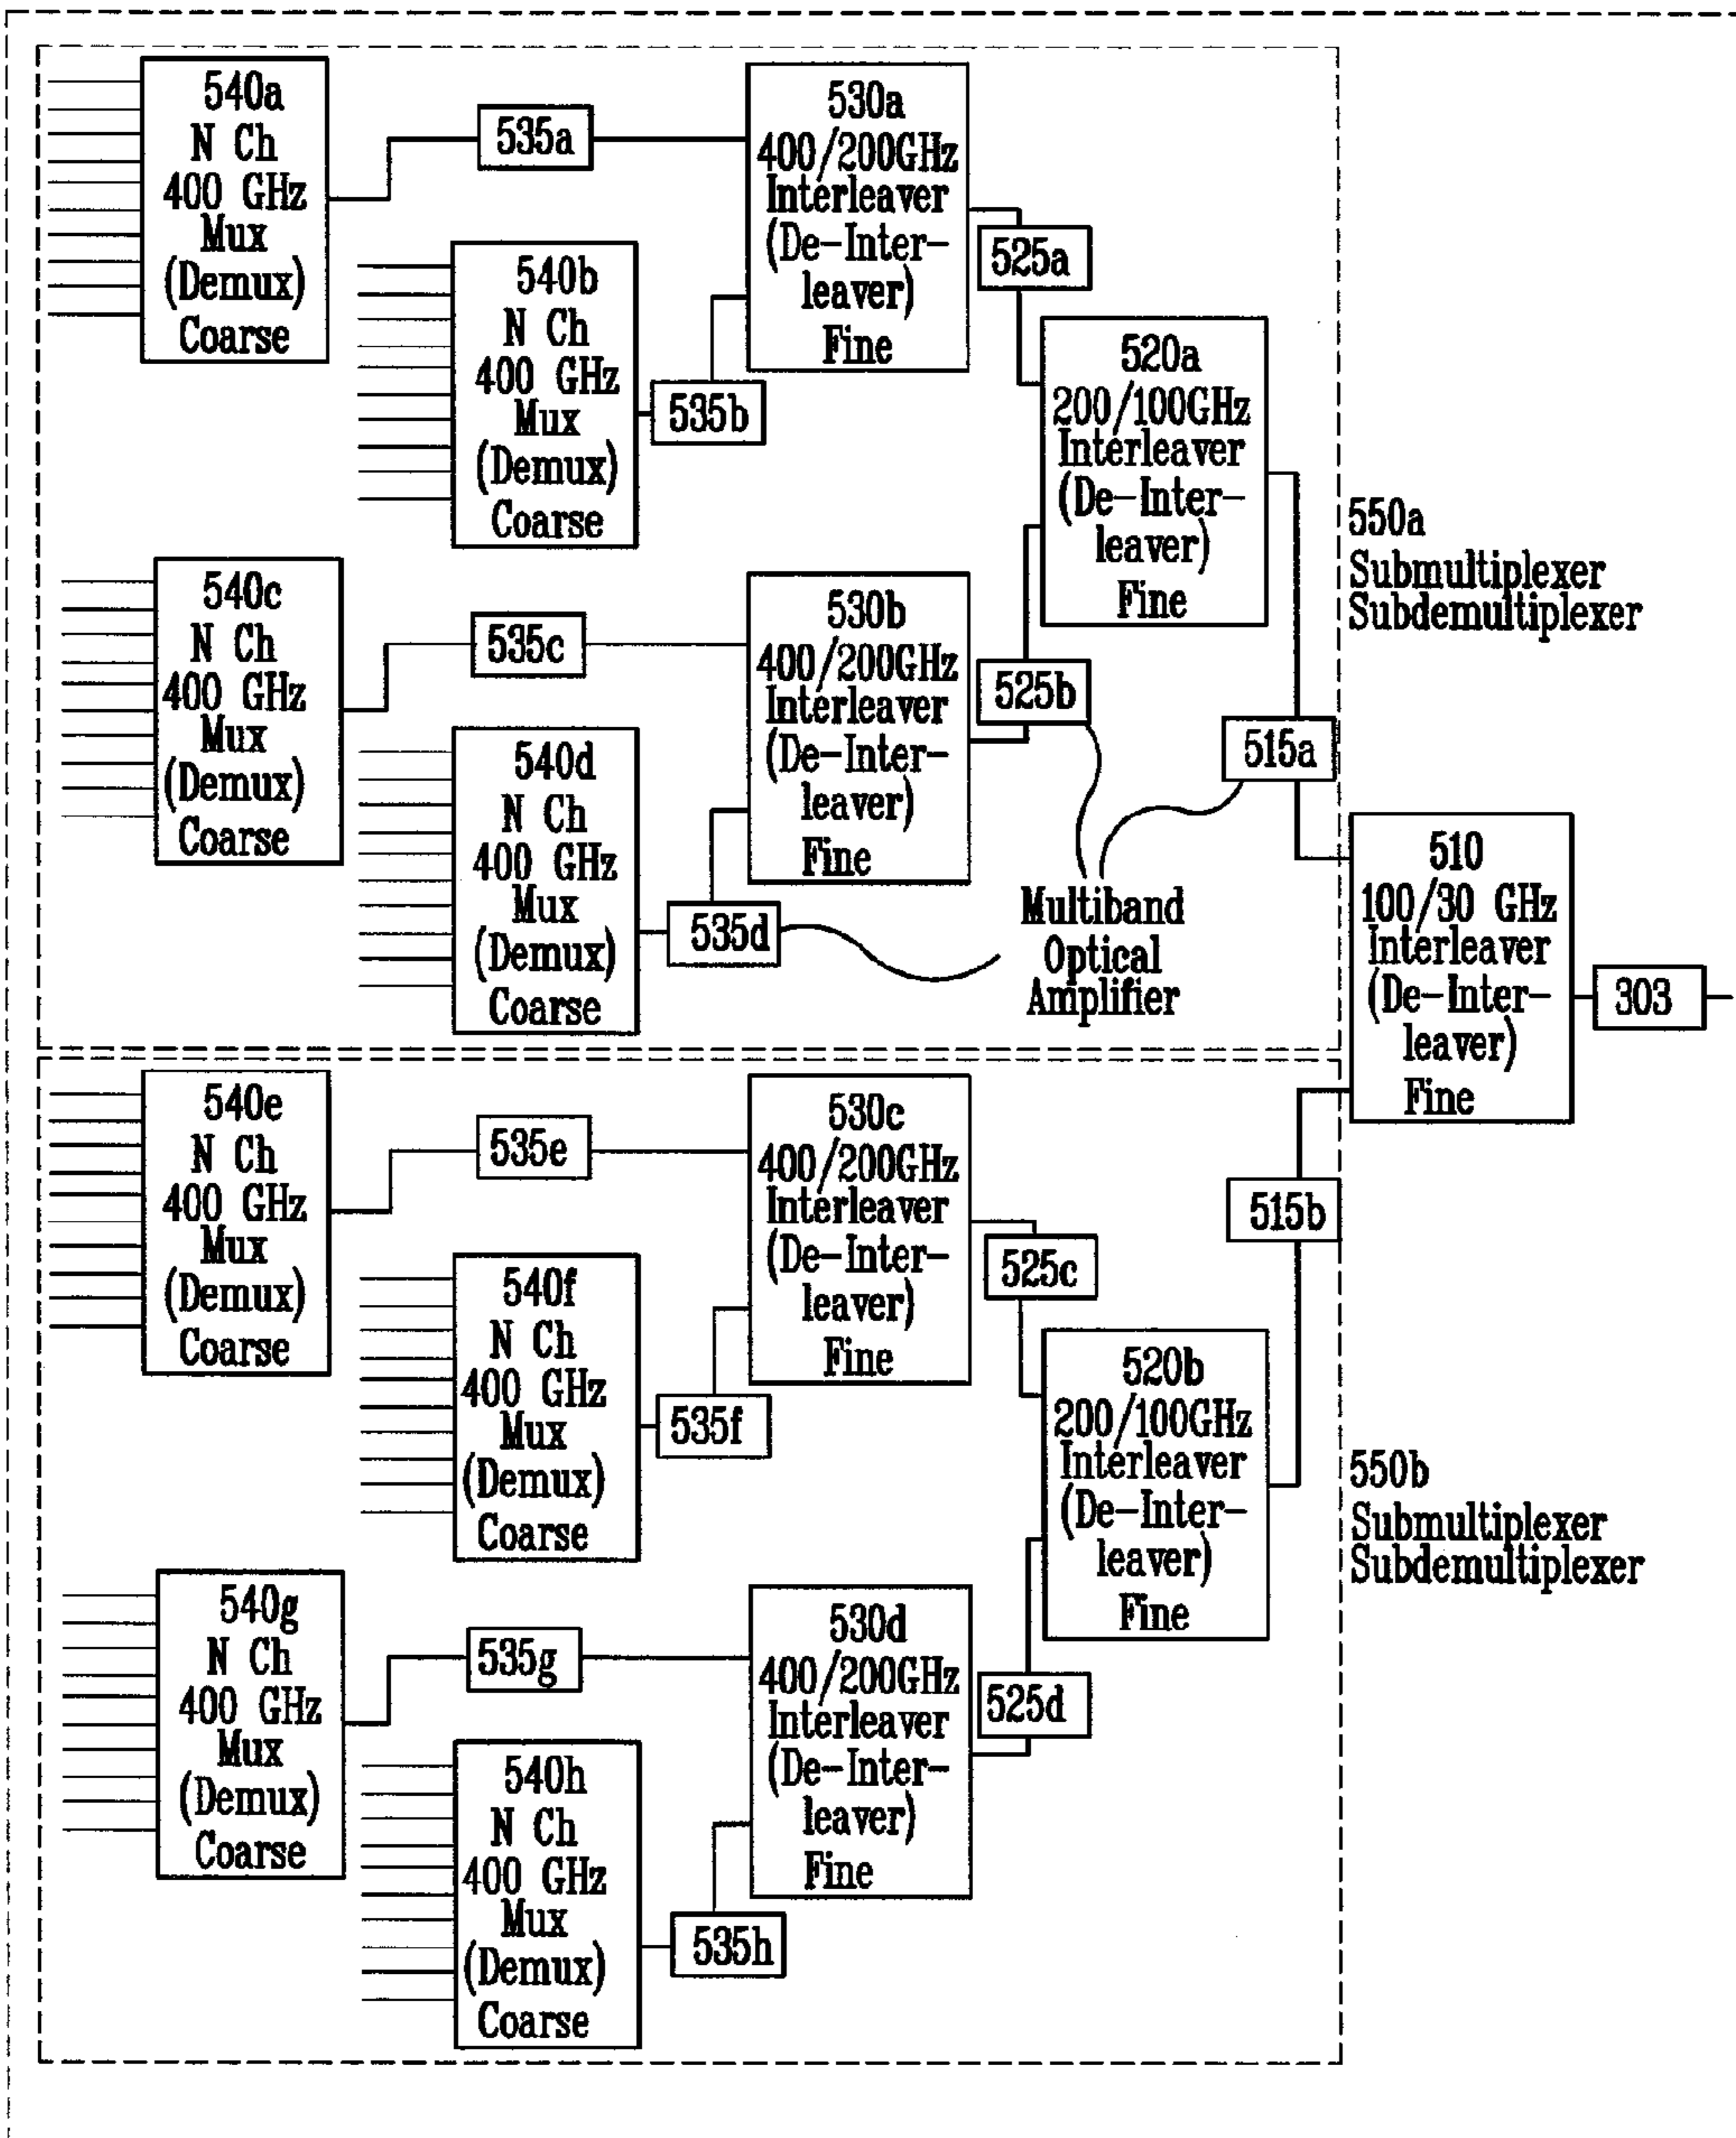 540a
N Ch
400 GHz
Mux
(Demux)
Coarse
535a
530a
400/200GHz
Interleaver
(De-Inter-
leaver)
Fine
525a
540b
N Ch
400 GHz
Mux
(Demux)
Coarse
535b
520a
200/100GHz
Interleaver
(De-Inter-
leaver)
Fine
550a
Submultiplexer
Subdemultiplexer
540c
N Ch
400 GHz
Mux
(Demux)
Coarse
535c
530b
400/200GHz
Interleaver
(De-Inter-
leaver)
Fine
525b
515a
540d
N Ch
400 GHz
Mux
(Demux)
Coarse
535d
Multiband
Optical
Amplifier
510
100/30 GHz
Interleaver
(De-Inter-
leaver)
Fine
303
540e
N Ch
400 GHz
Mux
(Demux)
Coarse
535e
530c
400/200GHz
Interleaver
(De-Inter-
leaver)
Fine
525c
515b
540f
N Ch
400 GHz
Mux
(Demux)
Coarse
535f
520b
200/100GHz
Interleaver
(De-Inter-
leaver)
Fine
550b
Submultiplexer
Subdemultiplexer
540g
N Ch
400 GHz
Mux
(Demux)
Coarse
535g
530d
400/200GHz
Interleaver
(De-Inter-
leaver)
Fine
525d
540h
N Ch
400 GHz
Mux
(Demux)
Coarse
535h